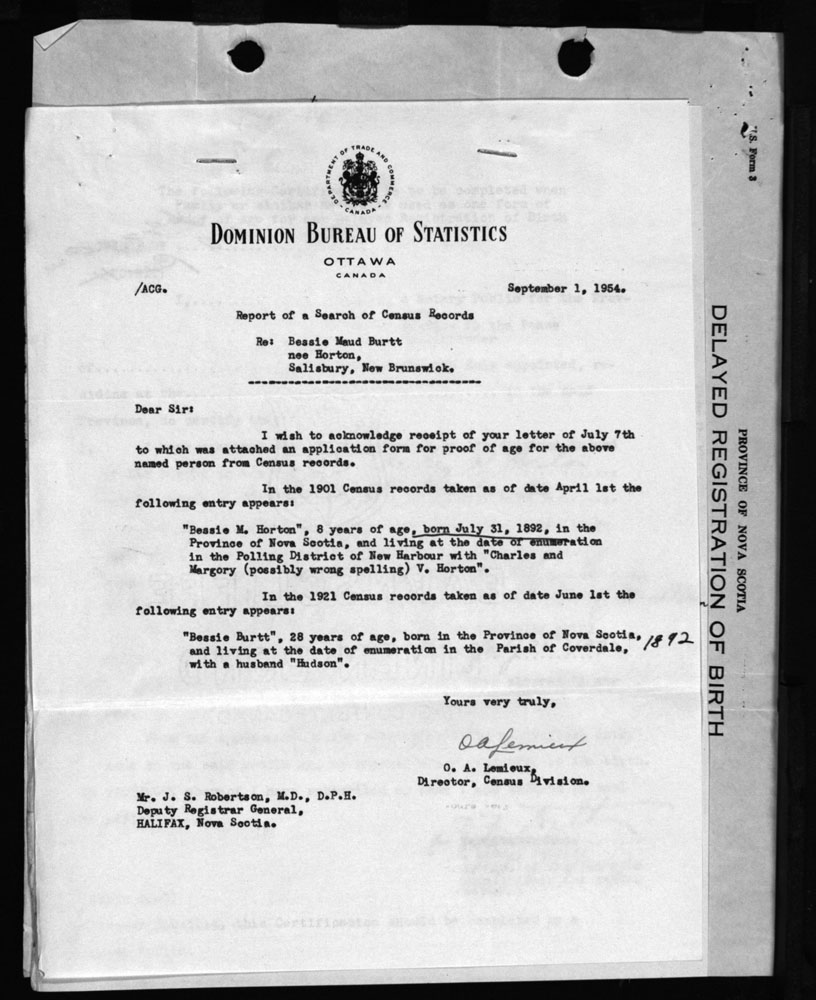 DEPARTMENT OF TRADE AND COMMERCE
CANADA
DOMINION BUREAU OF STATISTICS
OTTAWA
CANADA
/ACG.
September 1, 1954.
Report of a Search of Census Records
Re: Bessie Maud Burtt
nee Horton,
Salisbury, New Brunswick.
Dear Sir:
I wish to acknowledge receipt of your letter of July 7th
to which was attached an application form for proof of age for the above
named person from Census records.
In the 1901 Census records taken as of date April 1st the
following entry appears:
"Bessie M. Horton", 8 years of age, born July 31, 1892, in the
Province of Nova Scotia, and living at the date of enumeration
in the Polling District of New Harbour with "Charles and
Margory (possibly wrong spelling) V. Horton".
In the 1921 Census records taken as of date June 1st the
following entry appears:
"Bessie Burtt", 28 years of age, born in the Province of Nova Scotia,
and living at the date of enumeration in the Parish of Coverdale,
with a husband "Hudson".
1892
Yours very truly,
O A Lemieux
O. A. Lemieux,
Director, Census Division.
Mr. J. S. Robertson, M.D., D.P.H.
Deputy Registrar General,
HALIFAX, Nova Scotia.
S. Form 3
PROVINCE OF NOVA SCOTIA
DELAYED REGISTRATION OF BIRTH